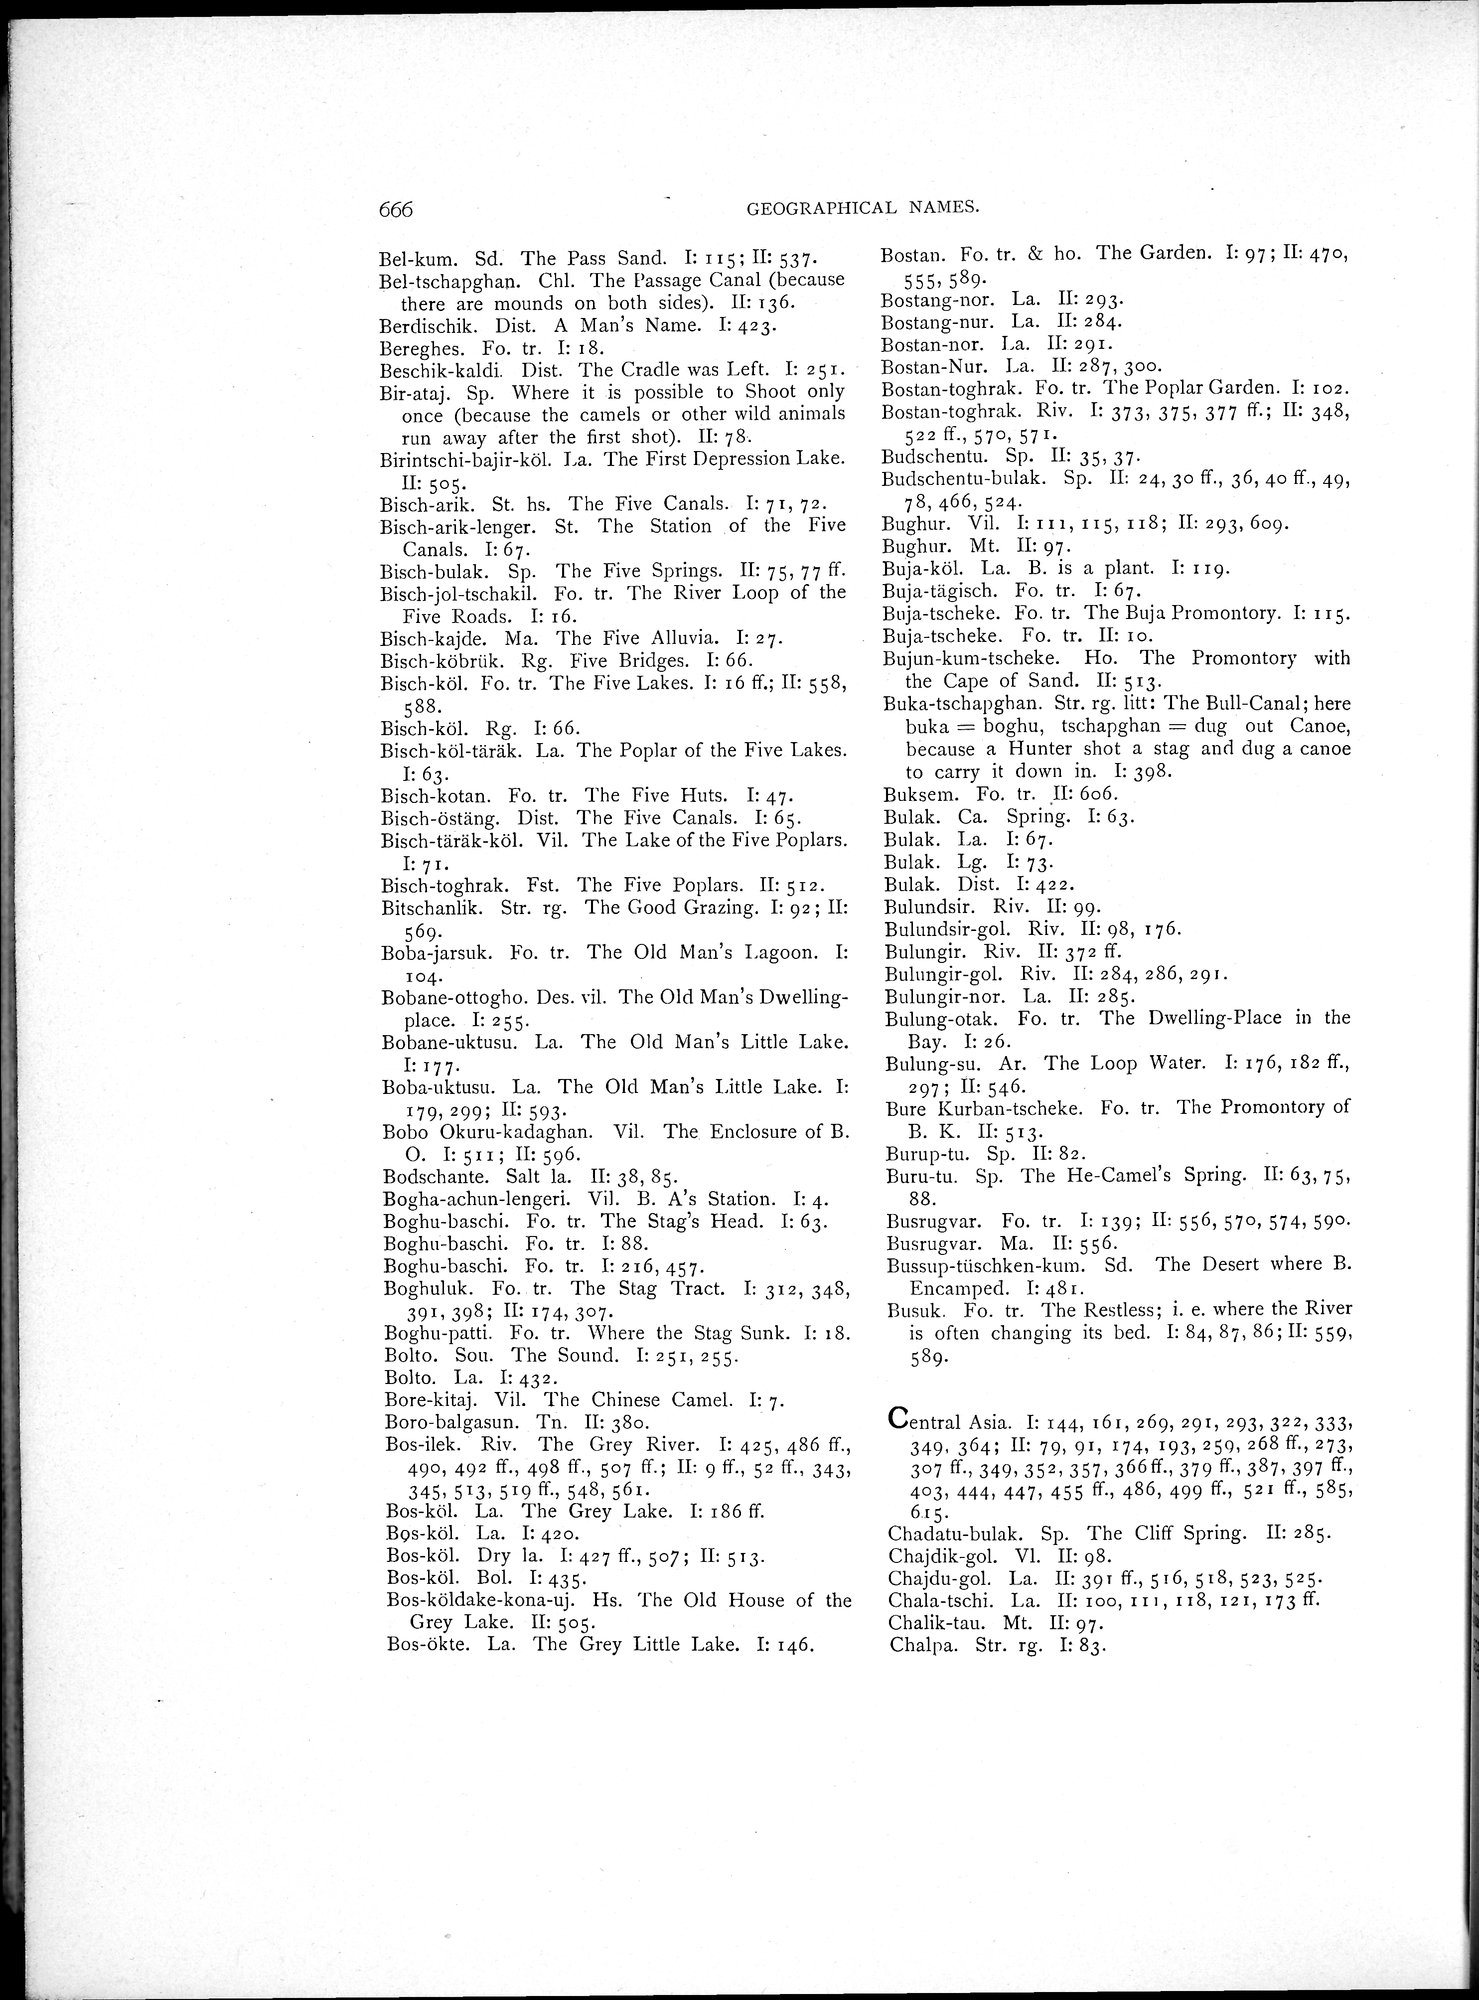 666
GEOGRAPHICAL NAMES.
Bel-kum. Sd. The Pass Sand. I: 115; II: 537.
Bel-tschapghan. Chl. The Passage Canal (because
there are mounds on both sides). II: 136.
Berdischik. Dist. A Man's Name. I: 423.
Bereghes. Fo. tr. I: 18.
Beschik-kaldi. Dist. The Cradle was Left. I: 251.
Bir-ataj. Sp. Where it is possible to Shoot only
once (because the camels or other wild animals
run away after the first shot). II: 78.
Birintschi-bajir-köl. La. The First Depression Lake.
II: 505.
Bisch-arik. St. hs. The Five Canals. I: 71, 72.
Bisch-arik-lenger. St. The Station of the Five
Canals. I: 67.
Bisch-bulak. Sp. The Five Springs. II: 75, 77 ff.
Bisch-jol-tschakil. Fo. tr. The River Loop of the
Five Roads. I: 16.
Bisch-kajde. Ma. The Five Alluvia. I: 27.
Bisch-köbrük. Rg. Five Bridges. I: 66.
Bisch-köl. Fo. tr. The Five Lakes. I: 16 ff.; II: 558,
588.
Bisch-köl. Rg. I: 66.
Bisch-köl-täräk. La. The Poplar of the Five Lakes.
I: 63.
Bisch-kotan. Fo. tr. The Five Huts. I: 47.
Bisch-östäng. Dist. The Five Canals. I: 65.
Bisch-täräk-köl. Vil. The Lake of the Five Poplars.
I: 71.
Bisch-toghrak. Fst. The Five Poplars. II: 512.
Bitschanlik. Str. rg. The Good Grazing. I: 92; II:
569.
Boba-jarsuk. Fo. tr. The Old Man's Lagoon. I:
104.
Bobane-ottogho. Des. vil. The Old Man's Dwelling-
place. I: 255.
Bobane-uktusu. La. The Old Man's Little Lake.
I: 177.
Boba-uktusu. La. The Old Man's Little Lake. I:
179, 299; II: 593.
Bobo Okuru-kadaghan. Vil. The Enclosure of B.
O. I: 511; II: 596.
Bodschante. Salt la. II: 38, 85.
Bogha-achun-lengeri. Vil. B. A's Station. I: 4.
Boghu-baschi. Fo. tr. The Stag's Head. I: 63.
Boghu-baschi. Fo. tr. I: 88.
Boghu-baschi. Fo. tr. I: 216, 457.
Boghuluk. Fo. tr. The Stag Tract. I: 312, 348,
391, 398; II: 174, 307.
Boghu-patti. Fo. tr. Where the Stag Sunk. I: 18.
Bolto. Sou. The Sound. I: 251, 255.
Bolto. La. I: 432.
Bore-kitaj. Vil. The Chinese Camel. I: 7.
Boro-balgasun. Tn. II: 380.
Bos-ilek. Riv. The Grey River. I: 425, 486 ff.,
490, 492 ff., 498 ff., 507 ff.; II: 9 ff., 52 ff., 343,
345, 513, 519 ff., 548, 561.
Bos-köl. La. The Grey Lake. I: 186 ff.
Bos-köl. La. I: 420.
Bos-köl. Dry la. I: 427 ff., 507; II: 513.
Bos-köl. Bol. I: 435.
Bos-köldake-kona-uj. Hs. The Old House of the
Grey Lake. II: 505.
Bos-ökte. La. The Grey Little Lake. I: 146.
Bostan. Fo. tr. & ho. The Garden. I: 97; II: 470,
555, 589.
Bostang-nor. La. II: 293.
Bostang-nur. La. II: 284.
Bostan-nor. La. II: 291.
Bostan-Nur. La. II: 287, 300.
Bostan-toghrak. Fo. tr. The Poplar Garden. I: 102.
Bostan-toghrak. Riv. I: 373, 375, 377 ff.; II: 348,
522 ff., 570, 571.
Budschentu. Sp. II: 35, 37.
Budschentu-bulak. Sp. II: 24, 30 ff., 36, 40 ff., 49,
78, 466, 524.
Bughur. Vil. I: 111, 115, 118; II: 293, 609.
Bughur. Mt. II: 97.
Buja-köl. La. B. is a plant. I: 119.
Buja-tägisch. Fo. tr. I: 67.
Buja-tscheke. Fo. tr. The Buja Promontory. I: 115.
Buja-tscheke. Fo. tr. II: 10.
Bujun-kum-tscheke. Ho. The Promontory with
the Cape of Sand. II: 513.
Buka-tschapghan. Str. rg. litt: The Bull-Canal; here
buka = boghu, tschapghan = dug out Canoe,
because a Hunter shot a stag and dug a canoe
to carry it down in. I: 398.
Buksem. Fo. tr. II: 606.
Bulak. Ca. Spring. I: 63.
Bulak. La. I: 67.
Bulak. Lg. I: 73.
Bulak. Dist. I: 422.
Bulundsir. Riv. II: 99.
Bulundsir-gol. Riv. II: 98, 176.
Bulungir. Riv. II: 372 ff.
Bulungir-gol. Riv. II: 284, 286, 291.
Bulungir-nor. La. II: 285.
Bulung-otak. Fo. tr. The Dwelling-Place in the
Bay. I: 26.
Bulung-su. Ar. The Loop Water. I: 176, 182 ff.,
297; II: 546.
Bure Kurban-tscheke. Fo. tr. The Promontory of
B. K. II: 513.
Burup-tu. Sp. II: 82.
Buru-tu. Sp. The He-Camel's Spring. II: 63, 75,
88.
Busrugvar. Fo. tr. I: 139; II: 556, 570, 574, 590.
Busrugvar. Ma. II: 556.
Bussup-tüschken-kum. Sd. The Desert where B.
Encamped. I: 481.
Busuk. Fo. tr. The Restless; i. e. where the River
is often changing its bed. I: 84, 87, 86; II: 559,
589.
Central Asia. I: 144, 161, 269, 291, 293, 322, 333,
349, 364; II: 79, 91, 174, 193, 259, 268 ff., 273,
307 ff., 349, 352, 357, 366 ff., 379 ff., 387, 397 ff.,
403, 444, 447, 455 ff., 486, 499 ff., 521 ff., 585,
615.
Chadatu-bulak. Sp. The Cliff Spring. II: 285.
Chajdik-gol. Vl. II: 98.
Chajdu-gol. La. II: 391 ff., 516, 518, 523, 525.
Chala-tschi. La. II: 100, 111, 118, 121, 173 ff.
Chalik-tau. Mt. II: 97.
Chalpa. Str. rg. I: 83.